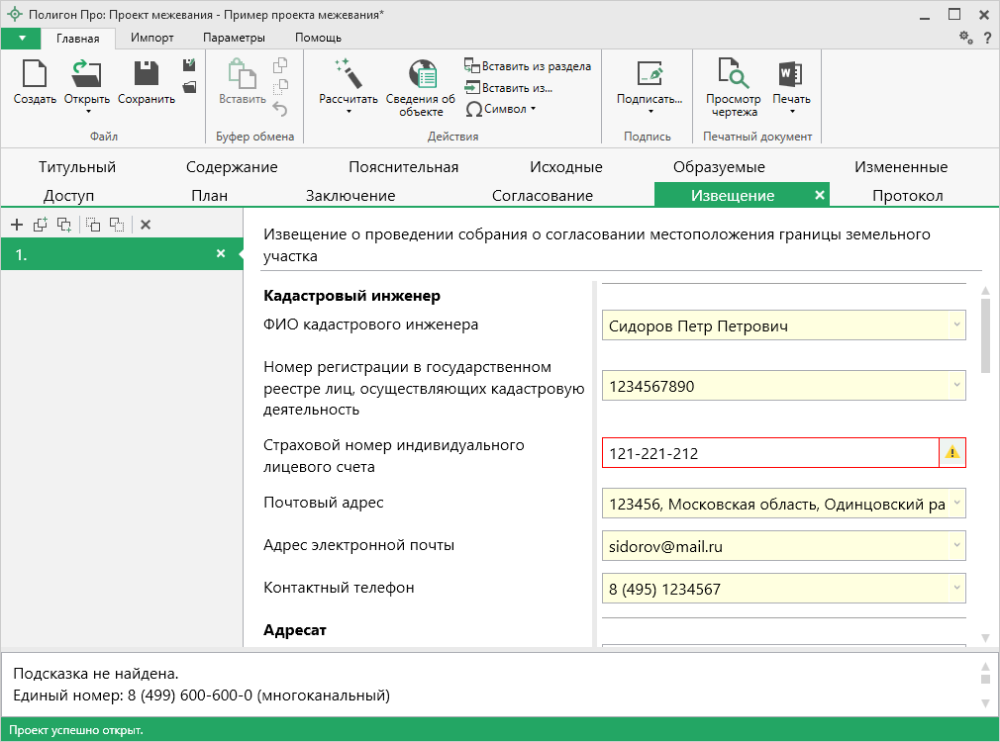 Полигон Про: Проект межевания - Пример проекта межевания*
Главная Импорт Параметры Помощь
?
Создать Открыть Сохранить
Файл
Вставить
Буфер обмена
Рассчитать Сведения об объекте
Вставить из раздела
Вставить из...
Символ
Действия
Подписать...
Подпись
Просмотр чертежа Печать
Печатный документ
Титульный Содержание Пояснительная Исходные Образуемые Измененные
Доступ План Заключение Согласование Извещение Протокол
1.
Извещение о проведении собрания о согласовании местоположения границы земельного
участка
Кадастровый инженер
ФИО кадастрового инженера Сидоров Петр Петрович
Номер регистрации в государственном
реестре лиц, осуществляющих кадастровую
деятельность
1234567890
Страховой номер индивидуального
лицевого счета
121-221-212
Почтовый адрес 123456, Московская область, Одинцовский ра
Адрес электронной почты sidorov@mail.ru
Контактный телефон 8 (495) 1234567
Адресат
Подсказка не найдена.
Единый номер: 8 (499) 600-600-0 (многоканальный)
Проект успешно открыт.